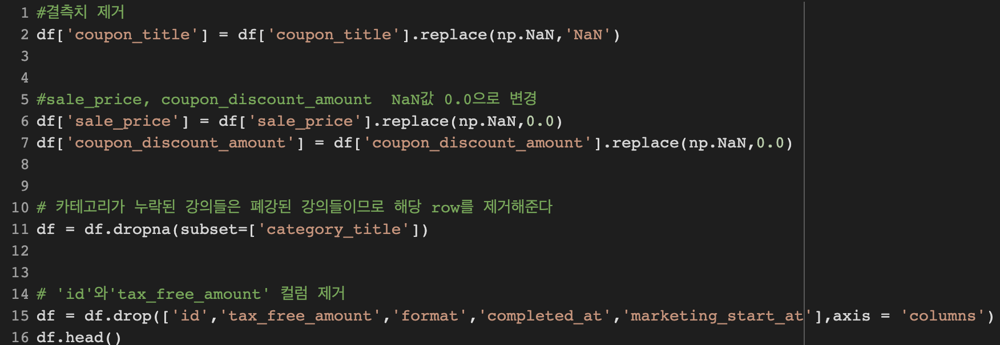 1 #결측치 제거
2 df['coupon_title'] = df['coupon_title'].replace(np.NaN,'NaN')
3
4
5 #sale_price, coupon_discount_amount  NaN값 0.0으로 변경
6 df['sale_price'] = df['sale_price'].replace(np.NaN,0.0)
7 df['coupon_discount_amount'] = df['coupon_discount_amount'].replace(np.NaN,0.0)
8
9
10 # 카테고리가 누락된 강의들은 폐강된 강의들이므로 해당 row를 제거해준다
11 df = df.dropna(subset=['category_title'])
12
13
14 # 'id'와'tax_free_amount' 컬럼 제거
15 df = df.drop(['id','tax_free_amount','format','completed_at','marketing_start_at'],axis = 'columns')
16 df.head()